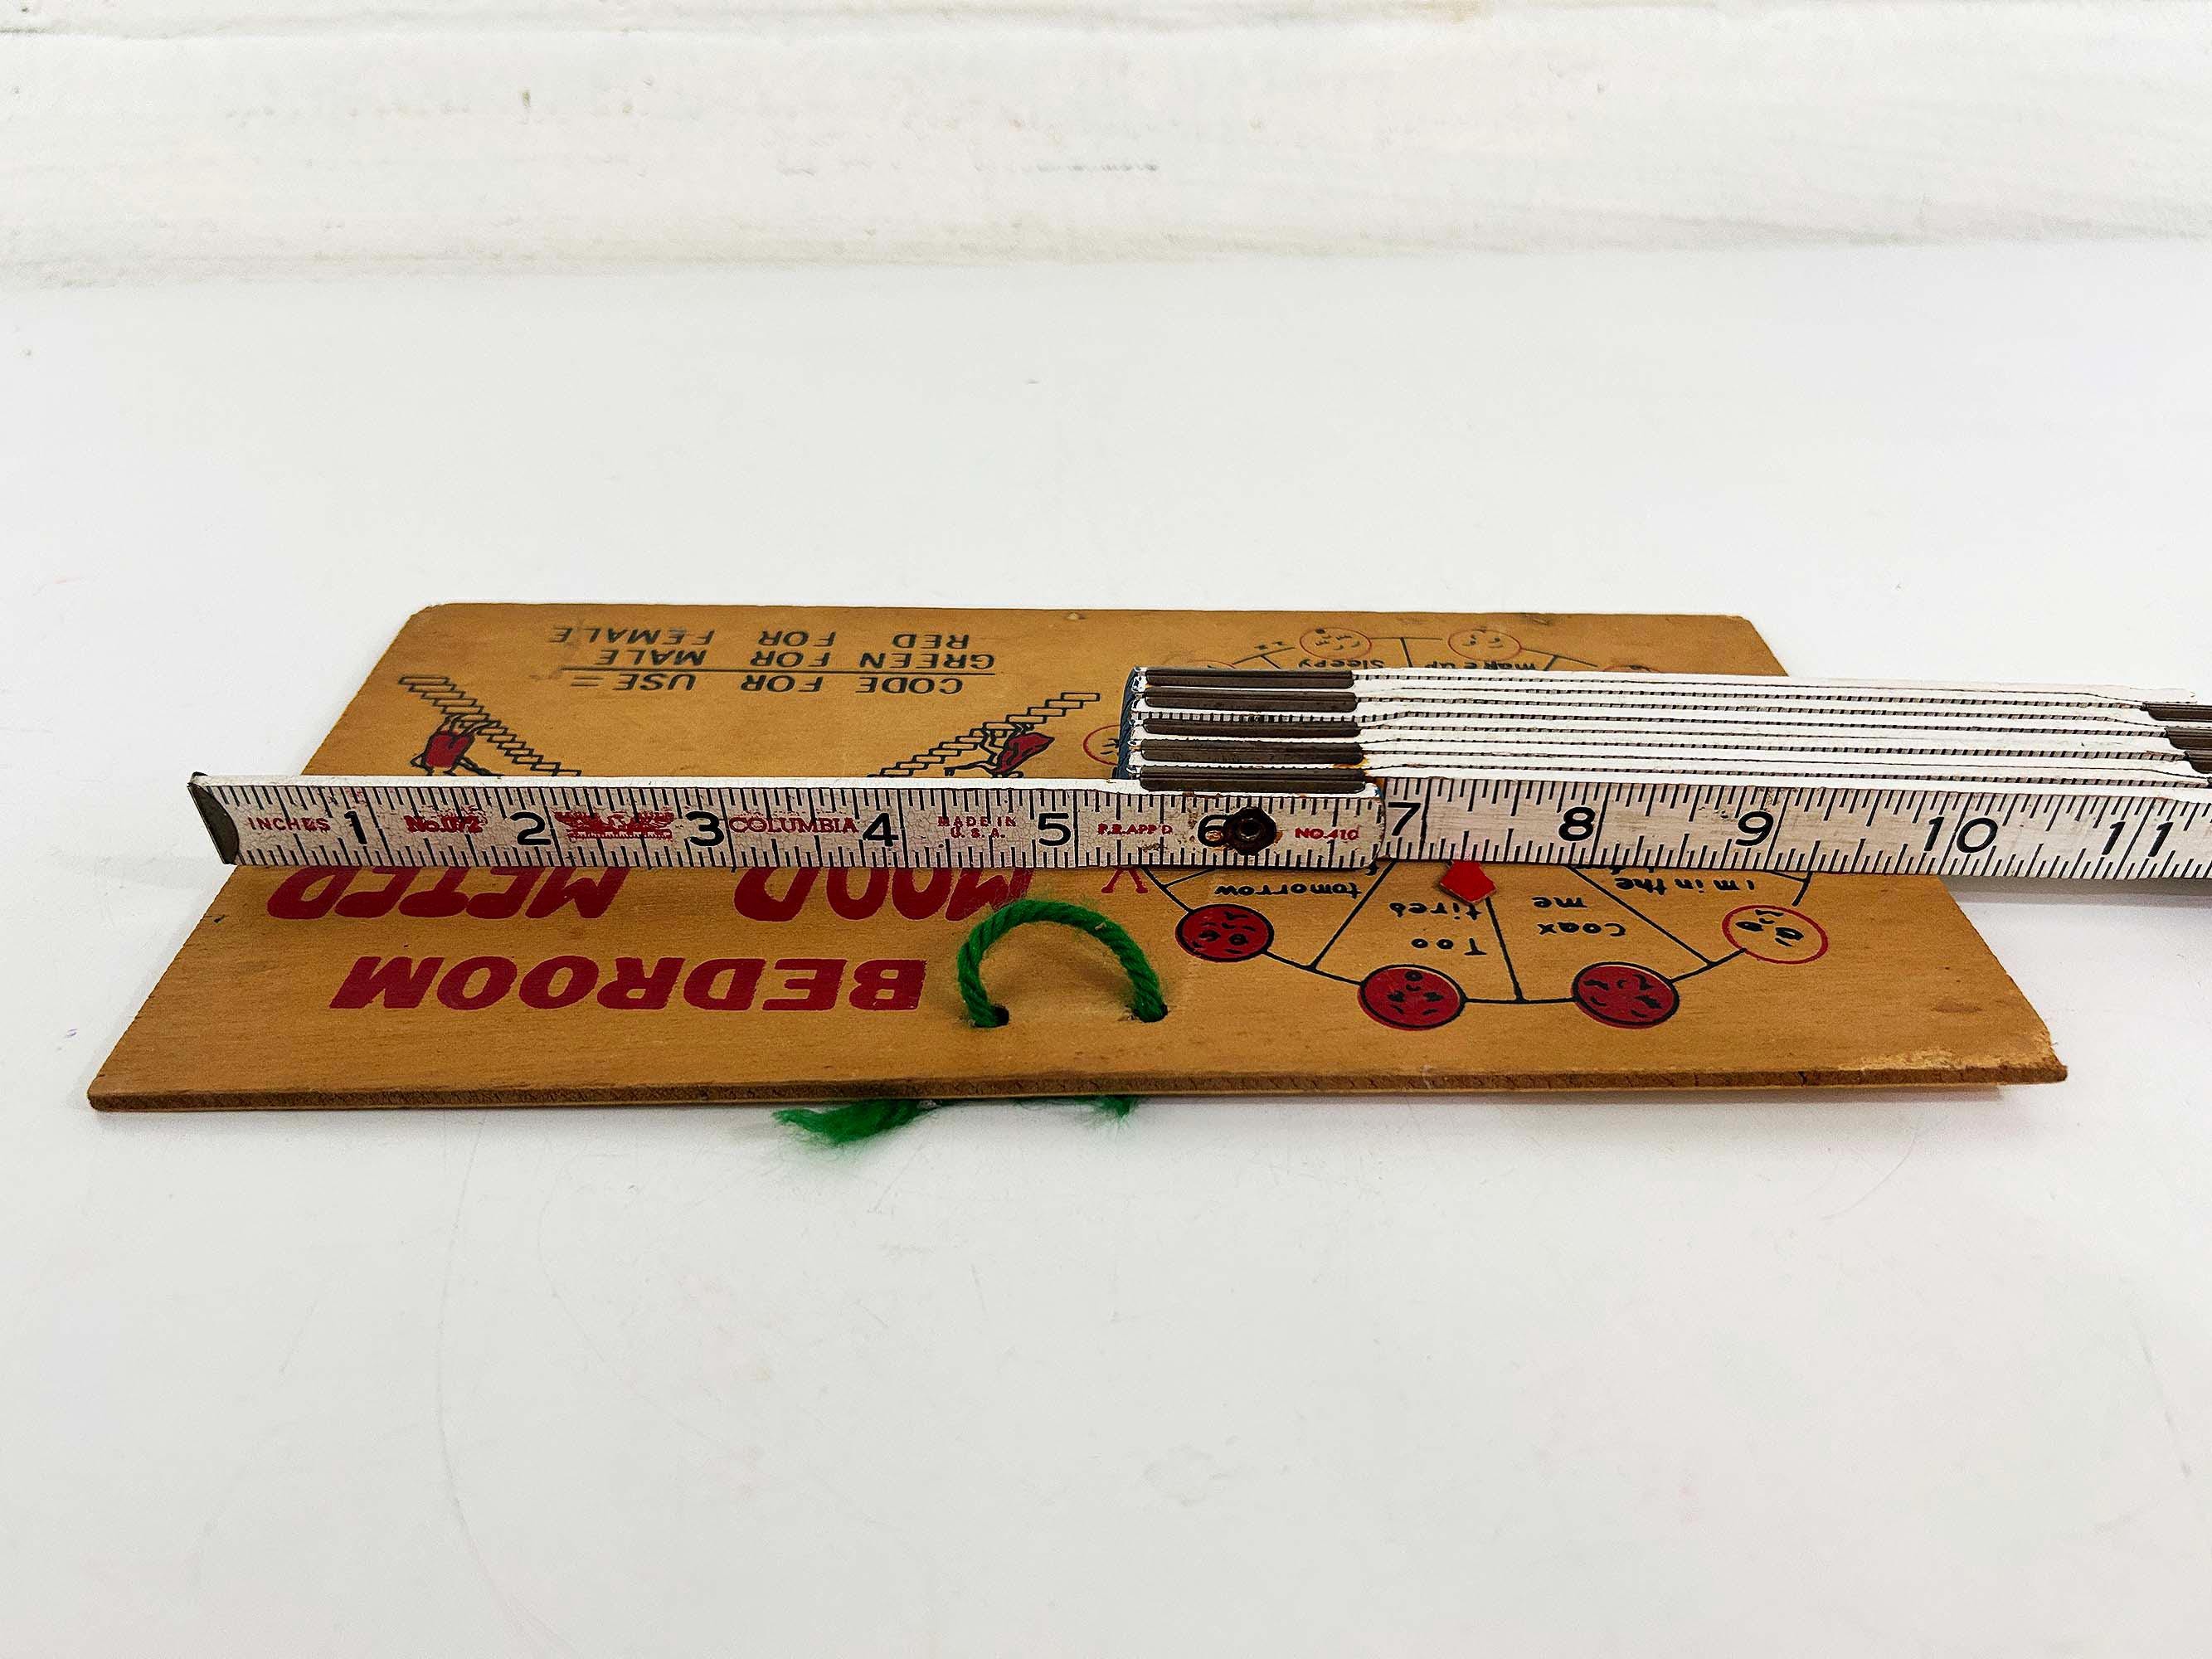 BEDROOM
MOOD METER
CODE FOR USE =
GREEN FOR MALE
RED FOR FEMALE
INCHES 1 2 3 COLUMBIA 4 MADE IN 5 P.R.APP'D. 6 NO.410 7 8 9 10 11
U.S.A.
I'm in the
Coax
me
Too
tired
tomorrow
make up
Sleepy